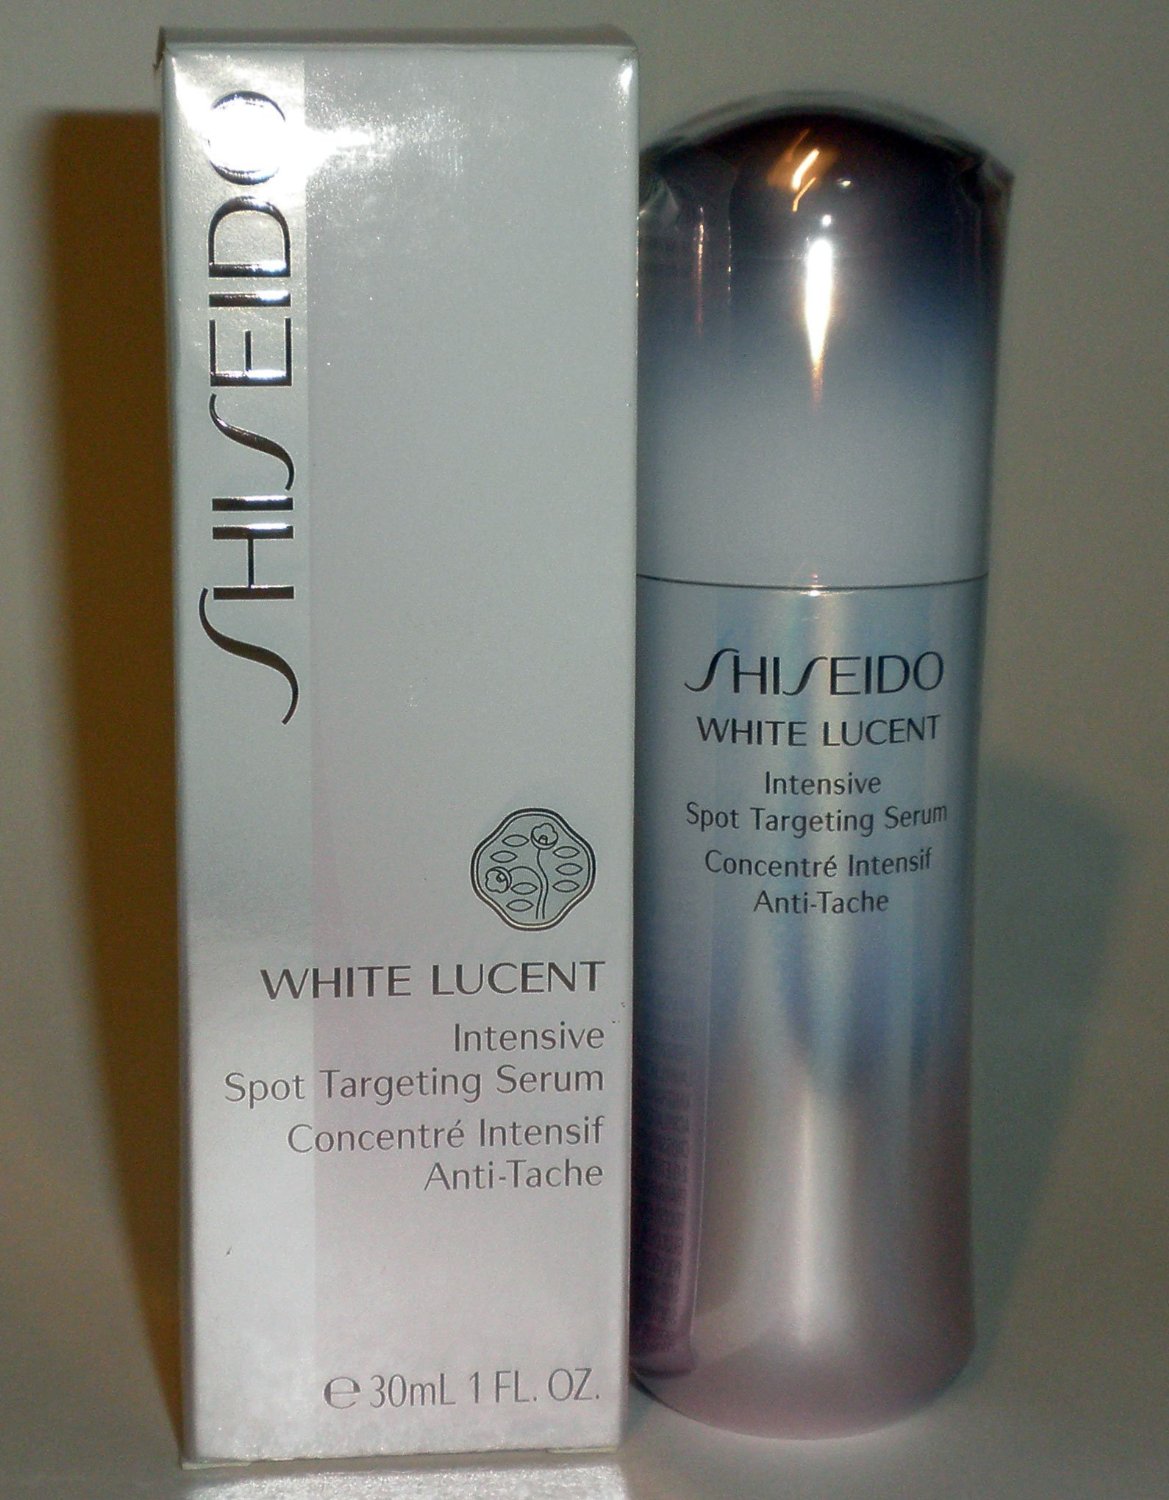 SHISEIDO
WHITE LUCENT
Intensive
Spot Targeting Serum
Concentré Intensif
Anti-Tache
℮ 30mL 1 FL. OZ.
SHISEIDO
WHITE LUCENT
Intensive
Spot Targeting Serum
Concentré Intensif
Anti-Tache